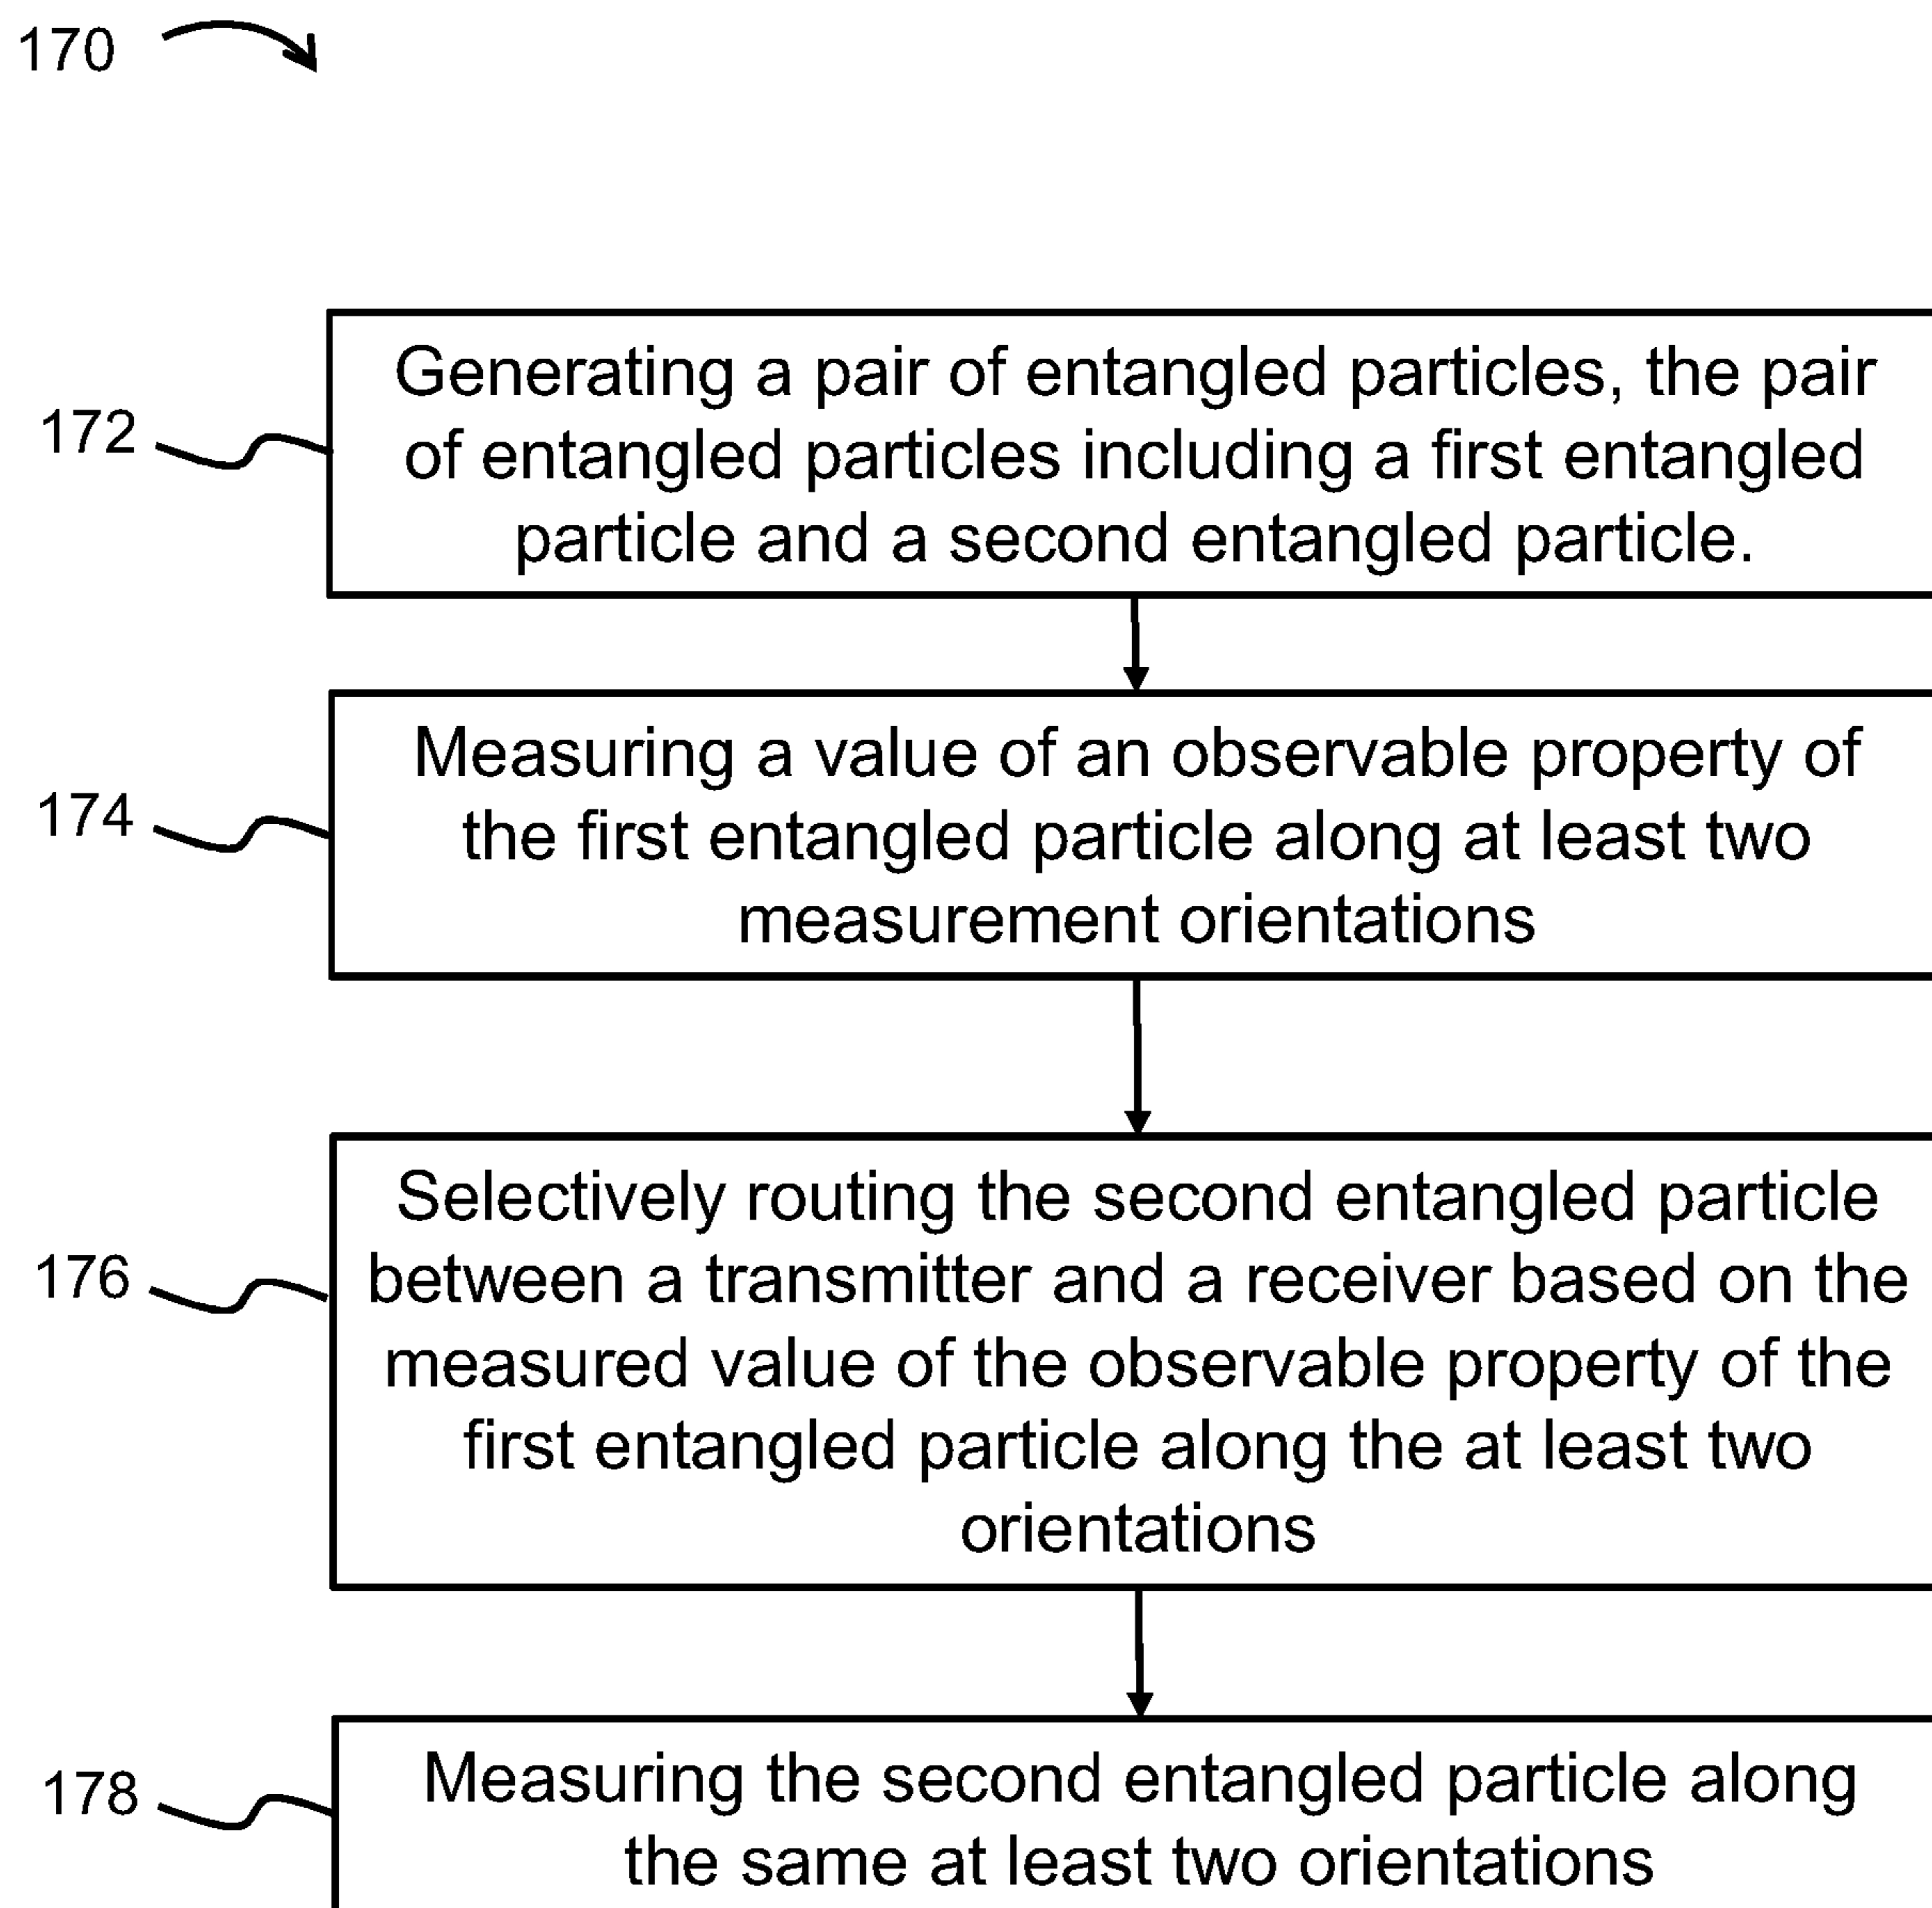 170
172
Generating a pair of entangled particles, the pair
of entangled particles including a first entangled
particle and a second entangled particle.
174
Measuring a value of an observable property of
the first entangled particle along at least two
measurement orientations
176
Selectively routing the second entangled particle
between a transmitter and a receiver based on the
measured value of the observable property of the
first entangled particle along the at least two
orientations
178
Measuring the second entangled particle along
the same at least two orientations